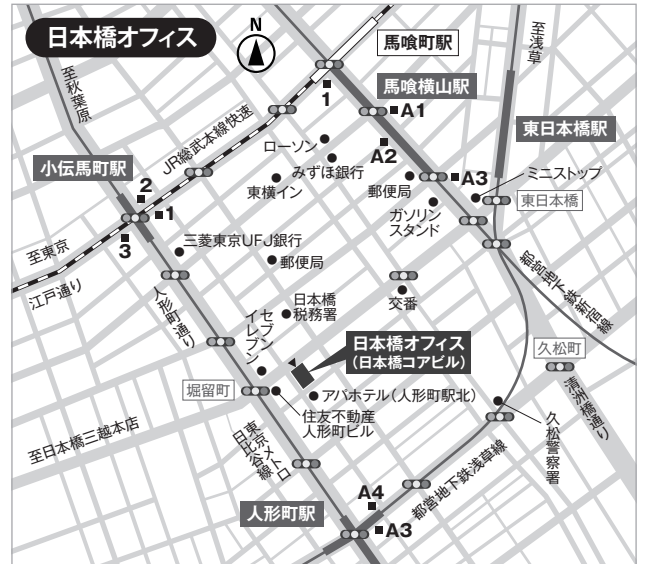 日本橋オフィス
N
馬喰町駅
至浅草
至秋葉原
馬喰横山駅
1
A1
JR総武本線快速
東日本橋駅
ローソン
A2
小伝馬町駅
みずほ銀行
東横イン
郵便局
A3
ミニストップ
2
1
ガソリン
スタンド
東日本橋
3
至東京
三菱東京UFJ銀行
郵便局
江戸通り
人形町通り
交番
都営地下鉄新宿線
日本橋
税務署
セブン
イレブン
日本橋オフィス
(日本橋コアビル)
久松町
堀留町
アパホテル(人形町駅北)
清洲橋通り
住友不動産
人形町ビル
久松警察署
至日本橋三越本店
東京メトロ
日比谷線
都営地下鉄浅草線
A4
人形町駅
A3